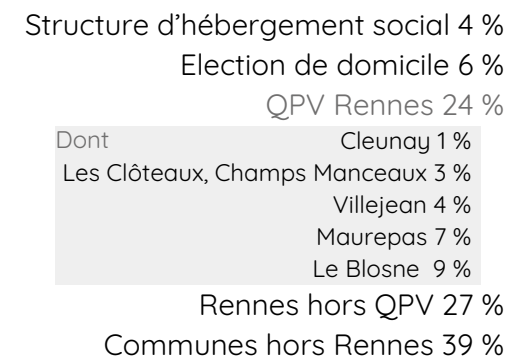 Structure d’hébergement social 4 %
Election de domicile 6 %
QPV Rennes 24 %
Dont Cleunay 1 %
Les Clôteaux, Champs Manceaux 3 %
Villejean 4 %
Maurepas 7 %
Le Blosne 9 %
Rennes hors QPV 27 %
Communes hors Rennes 39 %